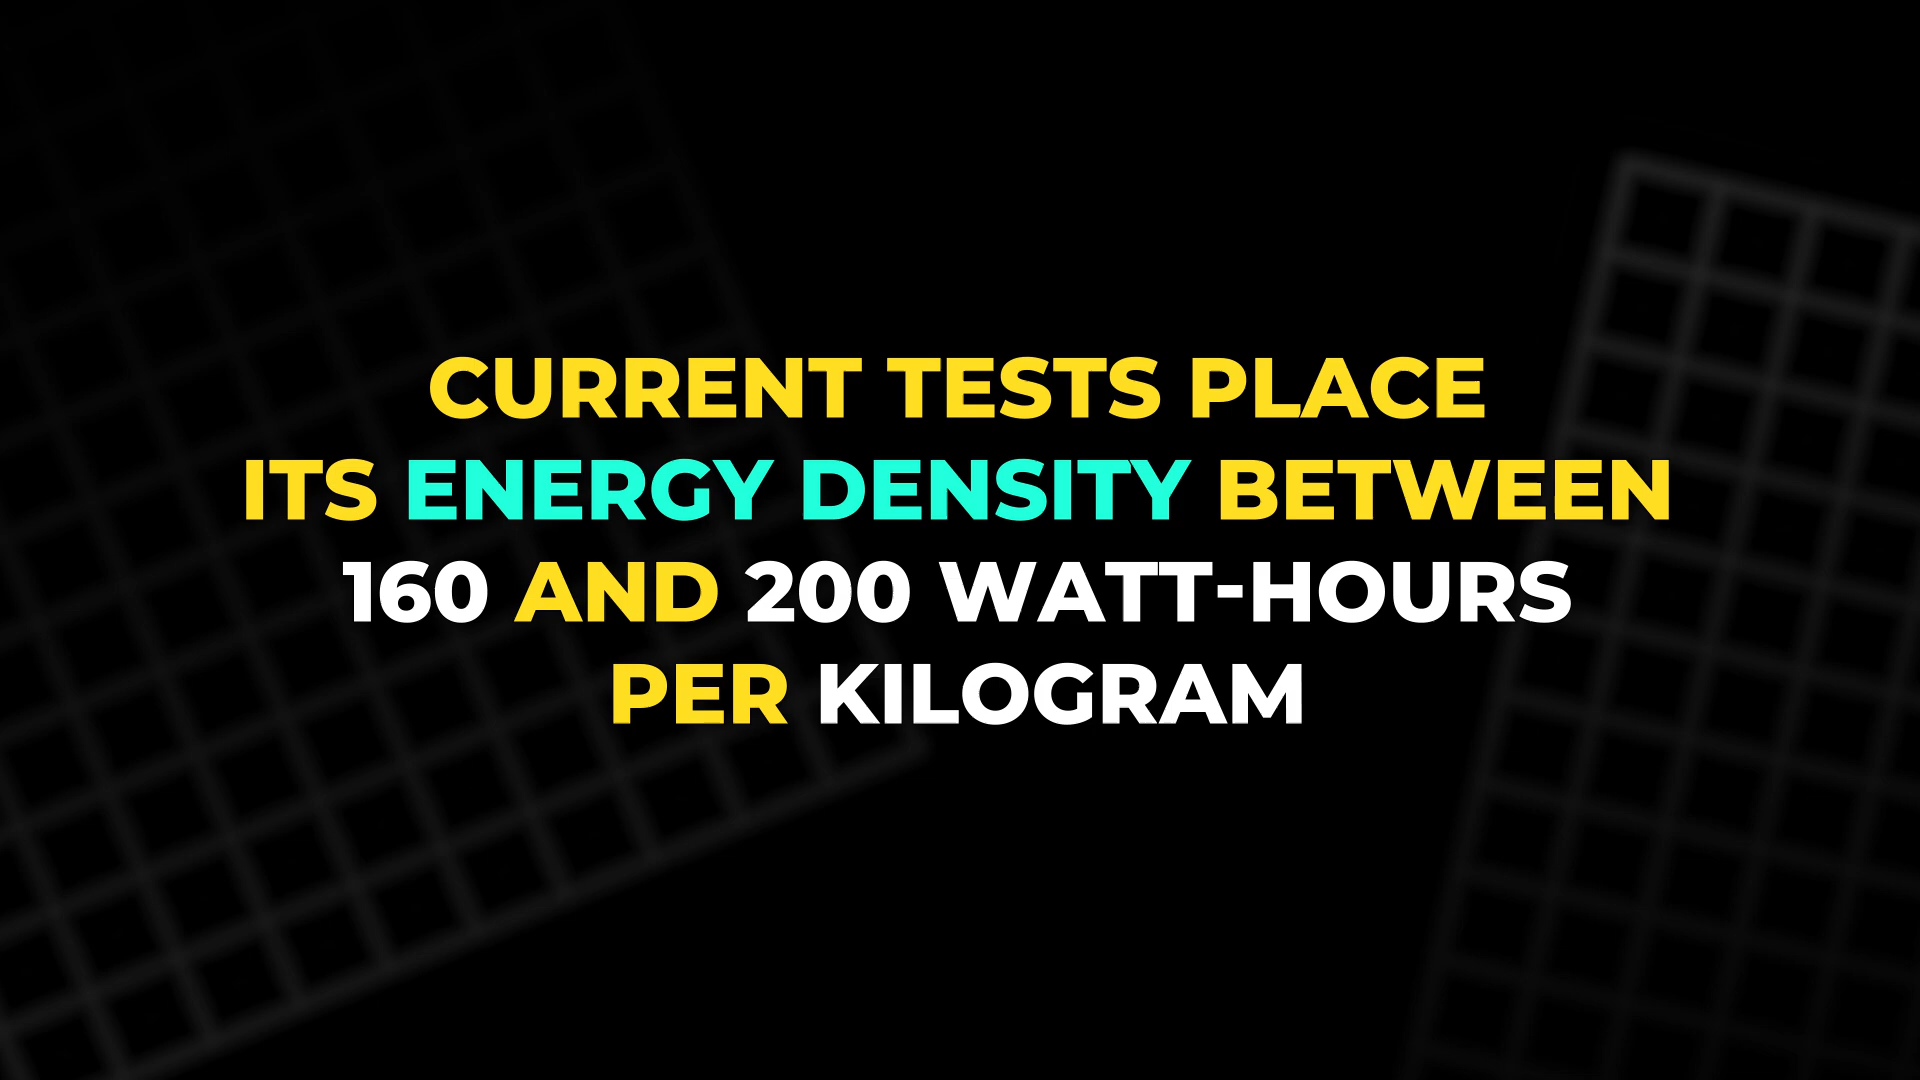 CURRENT TESTS PLACE
ITS ENERGY DENSITY BETWEEN
160 AND 200 WATT-HOURS
PER KILOGRAM